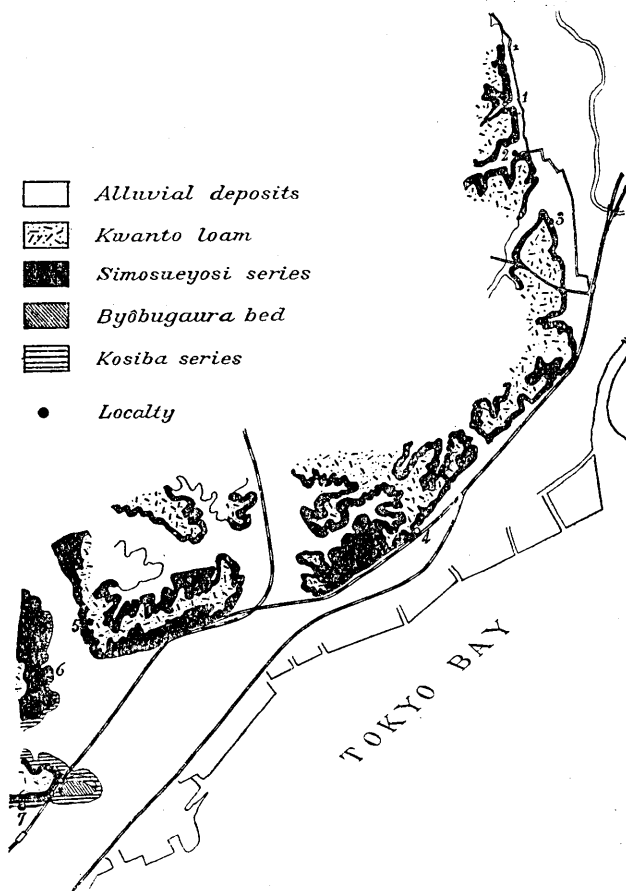 Alluvial deposits
Kwanto loam
Simosueyosi series
Byôbugaura bed
Kosiba series
Localty
1
2
3
4
5
6
7
TOKYO BAY